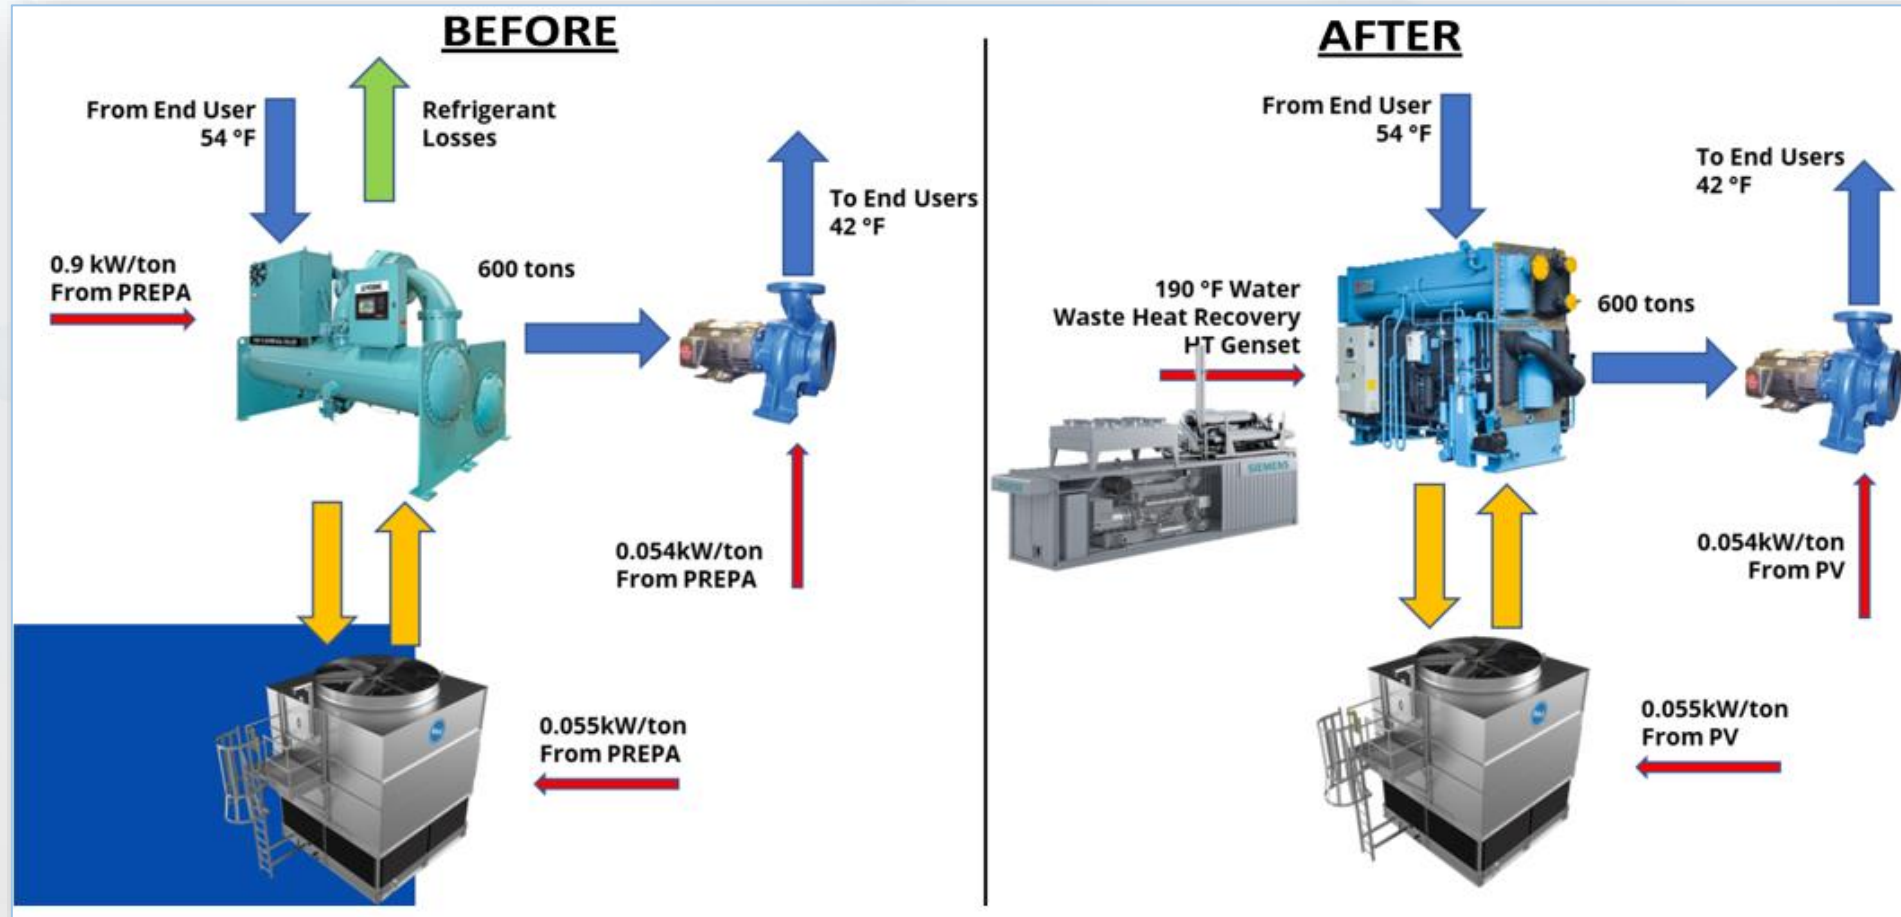 BEFORE
From End User
54 °F
Refrigerant
Losses
To End Users
42 °F
0.9 kW/ton
From PREPA
600 tons
0.054kW/ton
From PREPA
0.055kW/ton
From PREPA
AFTER
From End User
54 °F
To End Users
42 °F
190 °F Water
Waste Heat Recovery
HT Genset
600 tons
SIEMENS
0.054kW/ton
From PV
0.055kW/ton
From PV